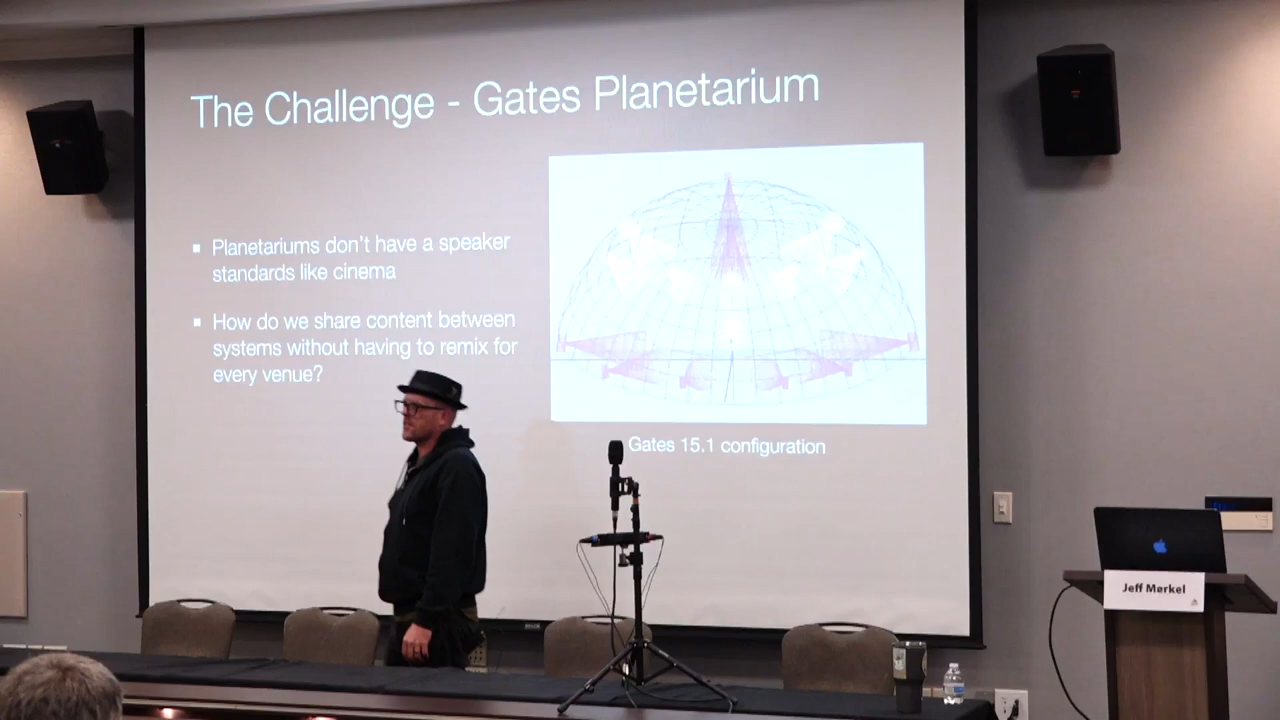 The Challenge - Gates Planetarium
▪ Planetariums don't have a speaker
standards like cinema
▪ How do we share content between
systems without having to remix for
every venue?
Gates 15.1 configuration
Jeff Merkel